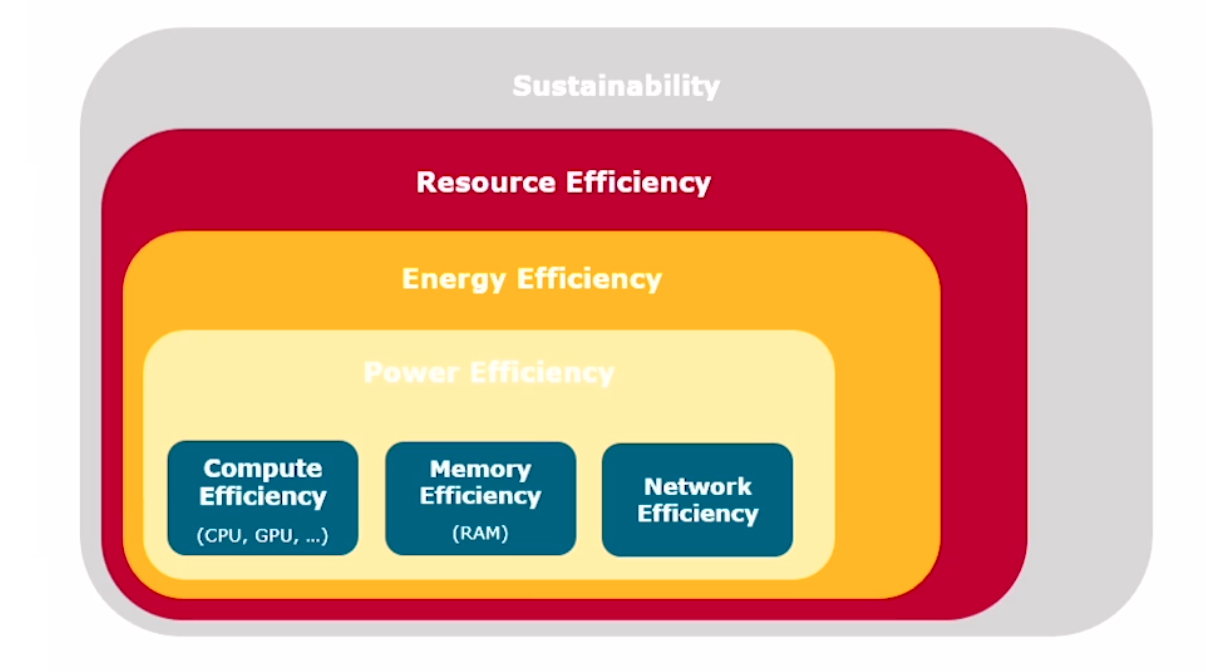 Sustainability
Resource Efficiency
Energy Efficiency
Power Efficiency
Compute
Efficiency
(CPU, GPU, ...)
Memory
Efficiency
(RAM)
Network
Efficiency